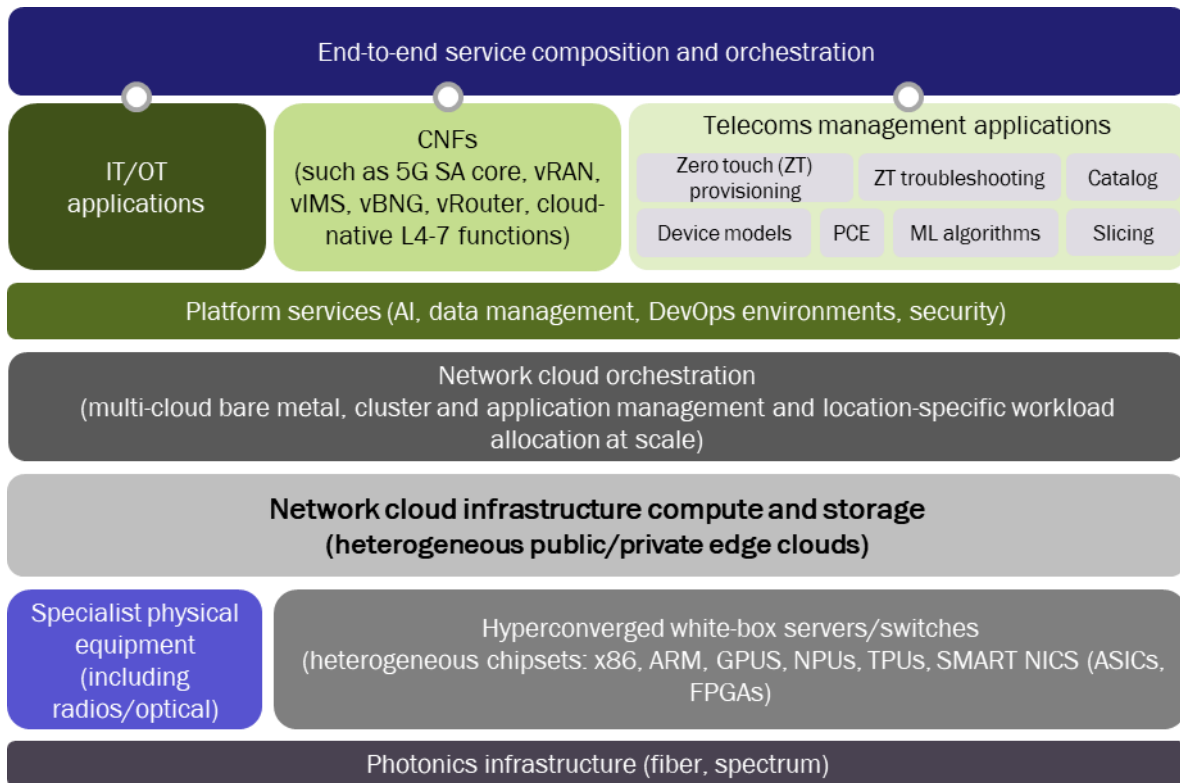 End-to-end service composition and orchestration
IT/OT
applications
CNFs
(such as 5G SA core, vRAN,
vIMS, vBNG, vRouter, cloud-
native L4-7 functions)
Telecoms management applications
Zero touch (ZT)
provisioning
ZT troubleshooting
Catalog
Device models
PCE
ML algorithms
Slicing
Platform services (AI, data management, DevOps environments, security)
Network cloud orchestration
(multi-cloud bare metal, cluster and application management and location-specific workload
allocation at scale)
Network cloud infrastructure compute and storage
(heterogeneous public/private edge clouds)
Specialist physical
equipment
(including
radios/optical)
Hyperconverged white-box servers/switches
(heterogeneous chipsets: x86, ARM, GPUS, NPUs, TPUs, SMART NICS (ASICs,
FPGAs)
Photonics infrastructure (fiber, spectrum)